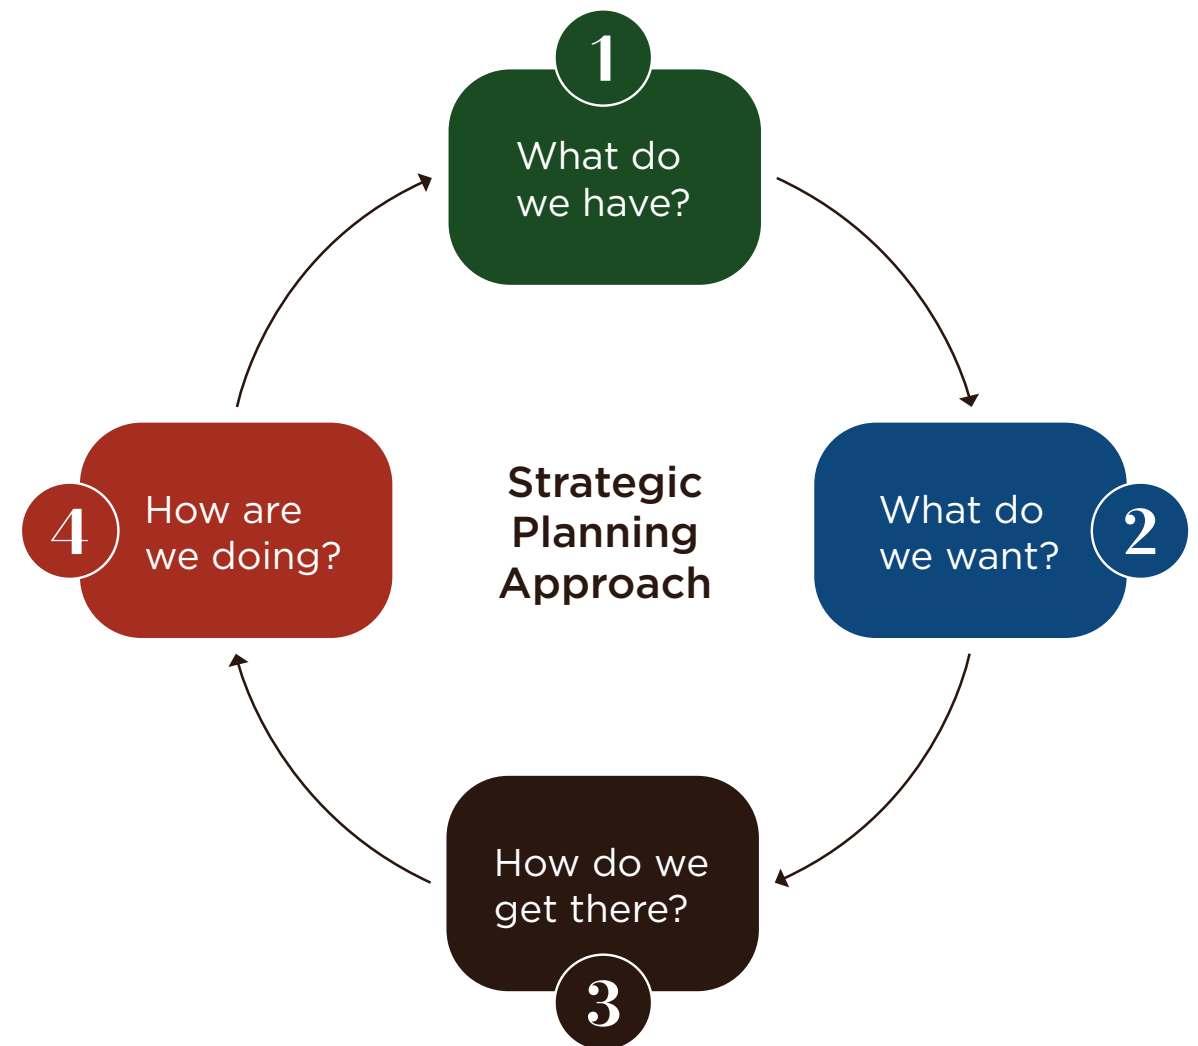 1
What do
we have?
2
What do
we want?
3
How do we
get there?
4
How are
we doing?
Strategic
Planning
Approach